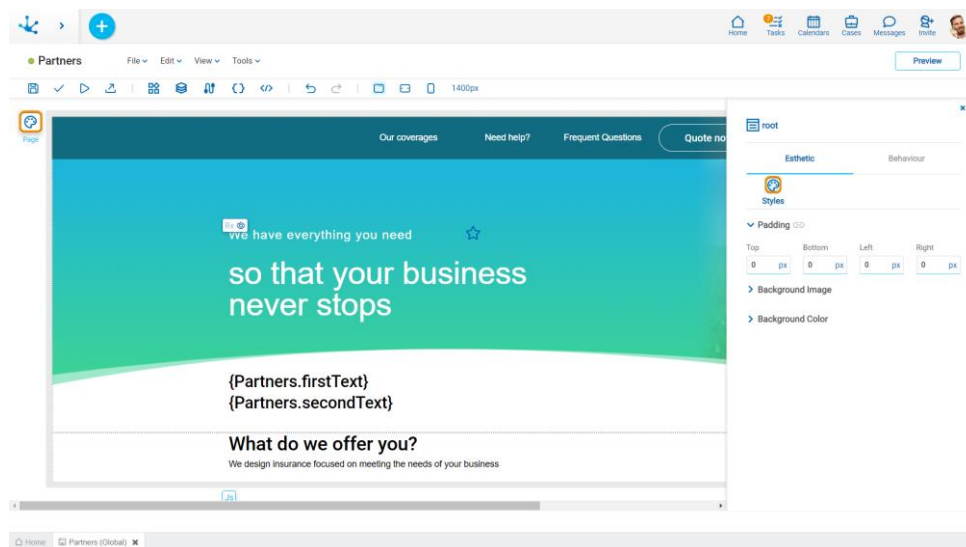 7
Home Tasks Calendars Cases Messages Invite
Partners File Edit View Tools Preview
1400px
Page
Our coverages Need help? Frequent Questions Quote no
root
Esthetic Behaviour
Styles
Padding
Top Bottom Left Right
0 px 0 px 0 px 0 px
Background Image
Background Color
Rx
We have everything you need
so that your business
never stops
{Partners.firstText}
{Partners.secondText}
What do we offer you?
We design insurance focused on meeting the needs of your business
Js
Home Partners (Global)